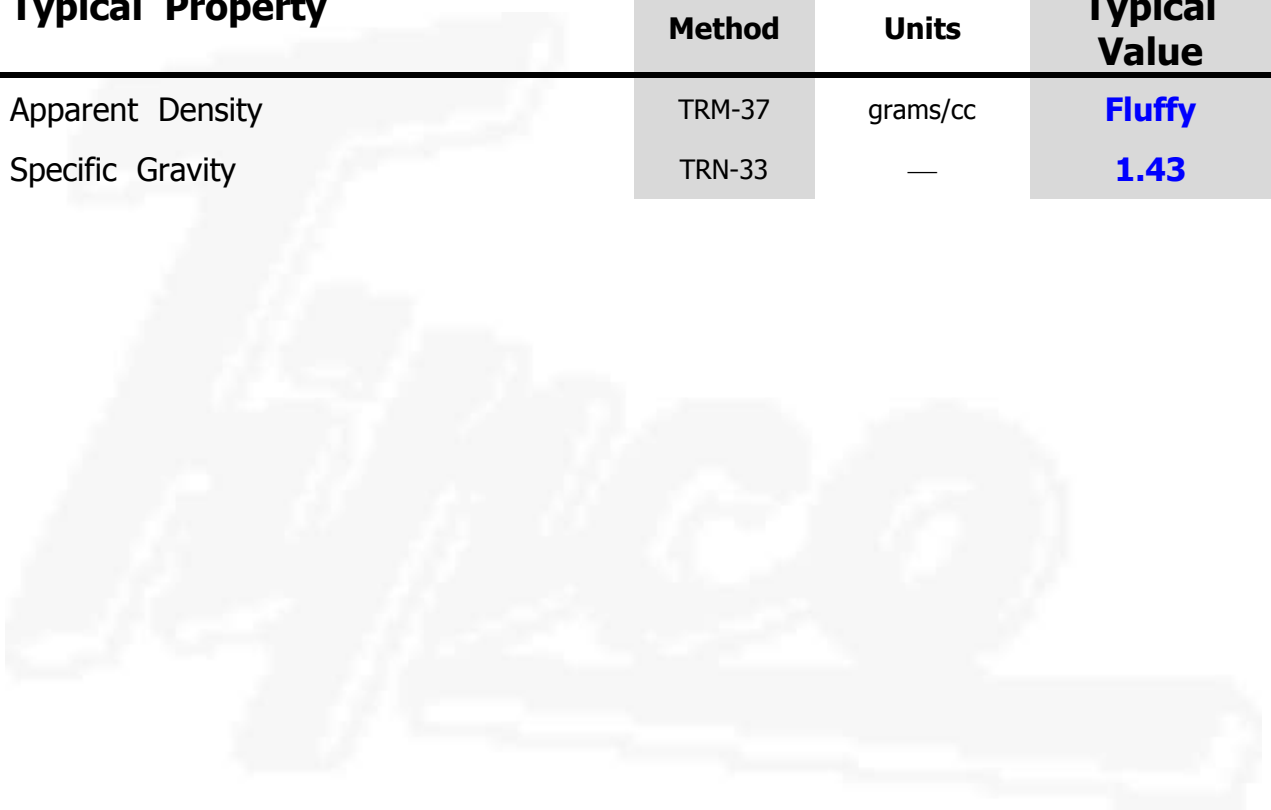 Typical Property Method Units Typical Value
Apparent Density TRM-37 grams/cc Fluffy
Specific Gravity TRN-33 — 1.43